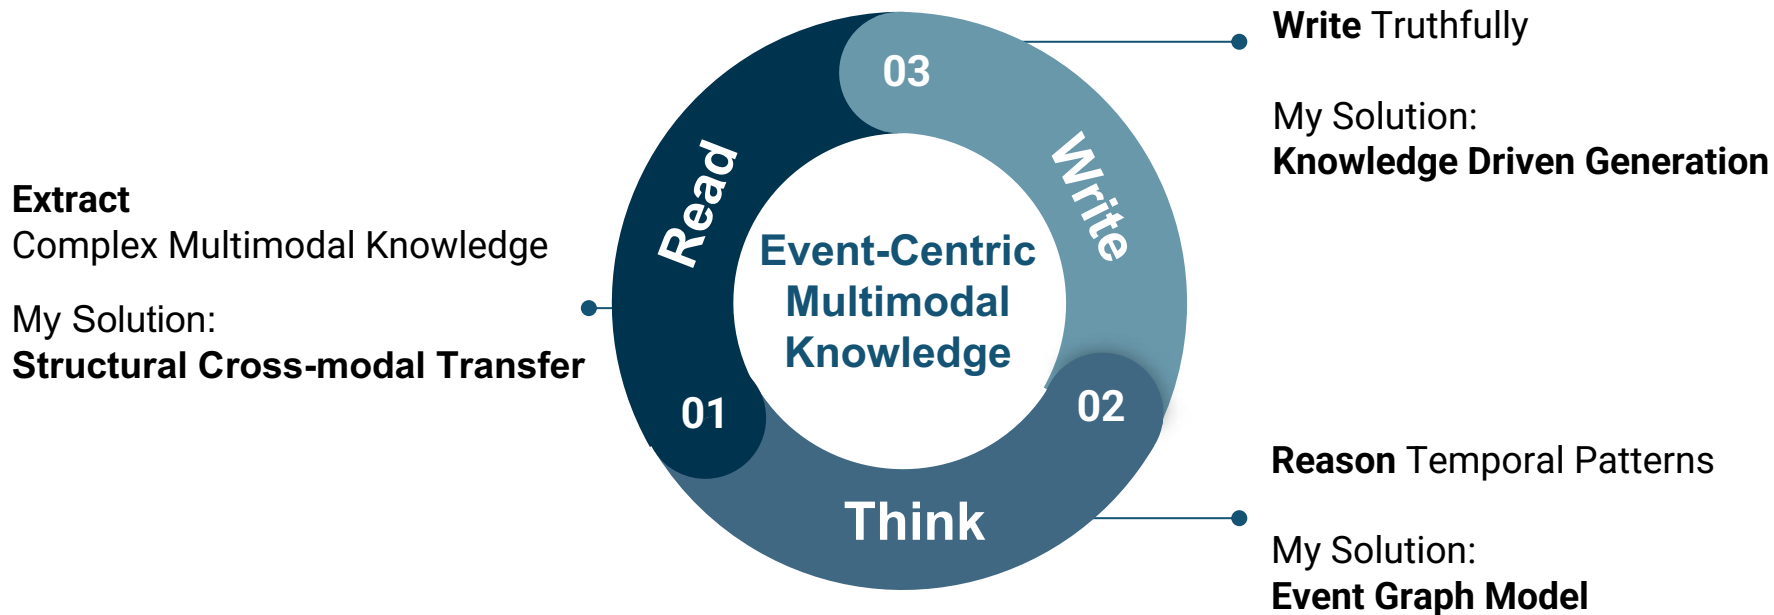 Extract
Complex Multimodal Knowledge
My Solution:
Structural Cross-modal Transfer
Read
01
Event-Centric
Multimodal
Knowledge
Think
02
Reason Temporal Patterns
My Solution:
Event Graph Model
Write
03
Write Truthfully
My Solution:
Knowledge Driven Generation